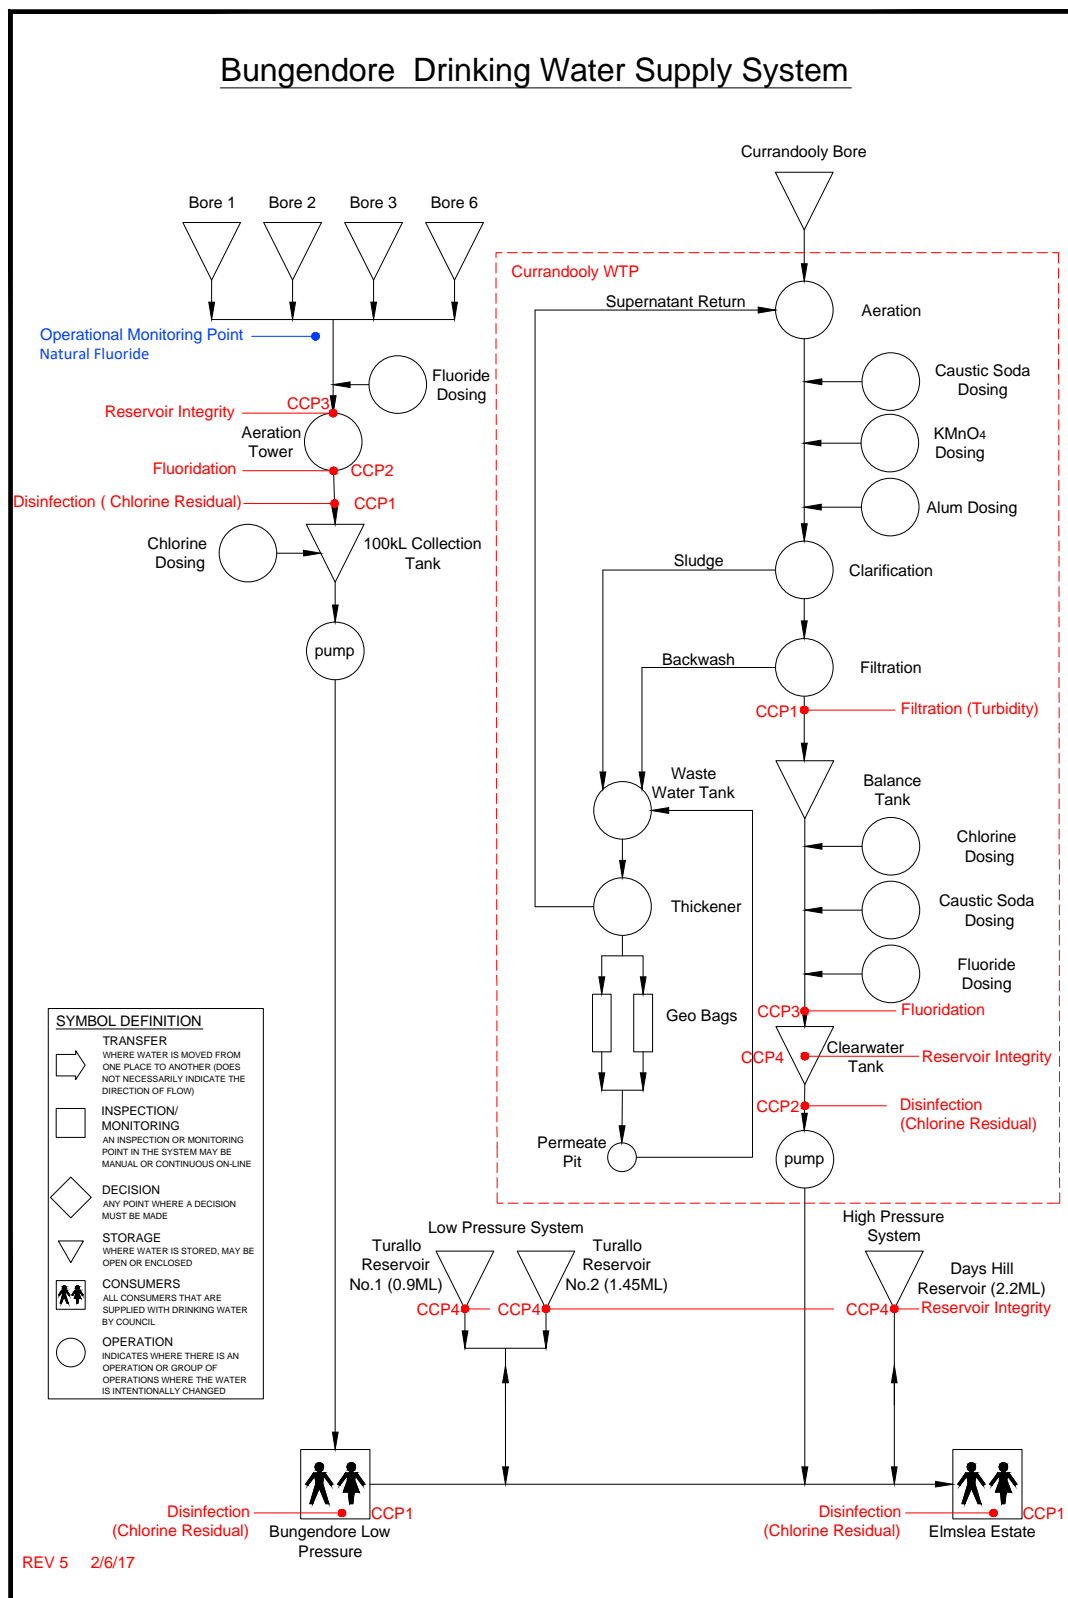 Bungendore Drinking Water Supply System
Currandooly Bore
Bore 1
Bore 2
Bore 3
Bore 6
Currandooly WTP
Supernatant Return
Aeration
Operational Monitoring Point
Natural Fluoride
Fluoride
Dosing
Caustic Soda
Dosing
CCP3
Reservoir Integrity
Aeration
Tower
KMnO4
Dosing
Fluoridation
CCP2
Disinfection ( Chlorine Residual)
CCP1
Alum Dosing
Chlorine
Dosing
100kL Collection
Tank
Sludge
Clarification
pump
Backwash
Filtration
CCP1
Filtration (Turbidity)
Waste
Water Tank
Balance
Tank
Chlorine
Dosing
Thickener
Caustic Soda
Dosing
Fluoride
Dosing
Geo Bags
CCP3
Fluoridation
CCP4
Clearwater
Tank
Reservoir Integrity
CCP2
Disinfection
(Chlorine Residual)
Permeate
Pit
pump
SYMBOL DEFINITION
TRANSFER
WHERE WATER IS MOVED FROM
ONE PLACE TO ANOTHER (DOES
NOT NECESSARILY INDICATE THE
DIRECTION OF FLOW)
INSPECTION/
MONITORING
AN INSPECTION OR MONITORING
POINT IN THE SYSTEM MAY BE
MANUAL OR CONTINUOUS ON-LINE
DECISION
ANY POINT WHERE A DECISION
MUST BE MADE
STORAGE
WHERE WATER IS STORED, MAY BE
OPEN OR ENCLOSED
CONSUMERS
ALL CONSUMERS THAT ARE
SUPPLIED WITH DRINKING WATER
BY COUNCIL
OPERATION
INDICATES WHERE THERE IS AN
OPERATION OR GROUP OF
OPERATIONS WHERE THE WATER
IS INTENTIONALLY CHANGED
Low Pressure System
High Pressure
System
Turallo
Reservoir
No.1 (0.9ML)
Turallo
Reservoir
No.2 (1.45ML)
Days Hill
Reservoir (2.2ML)
CCP4
CCP4
CCP4
Reservoir Integrity
Disinfection
(Chlorine Residual)
CCP1
Bungendore Low
Pressure
Disinfection
(Chlorine Residual)
CCP1
Elmslea Estate
REV 5 2/6/17